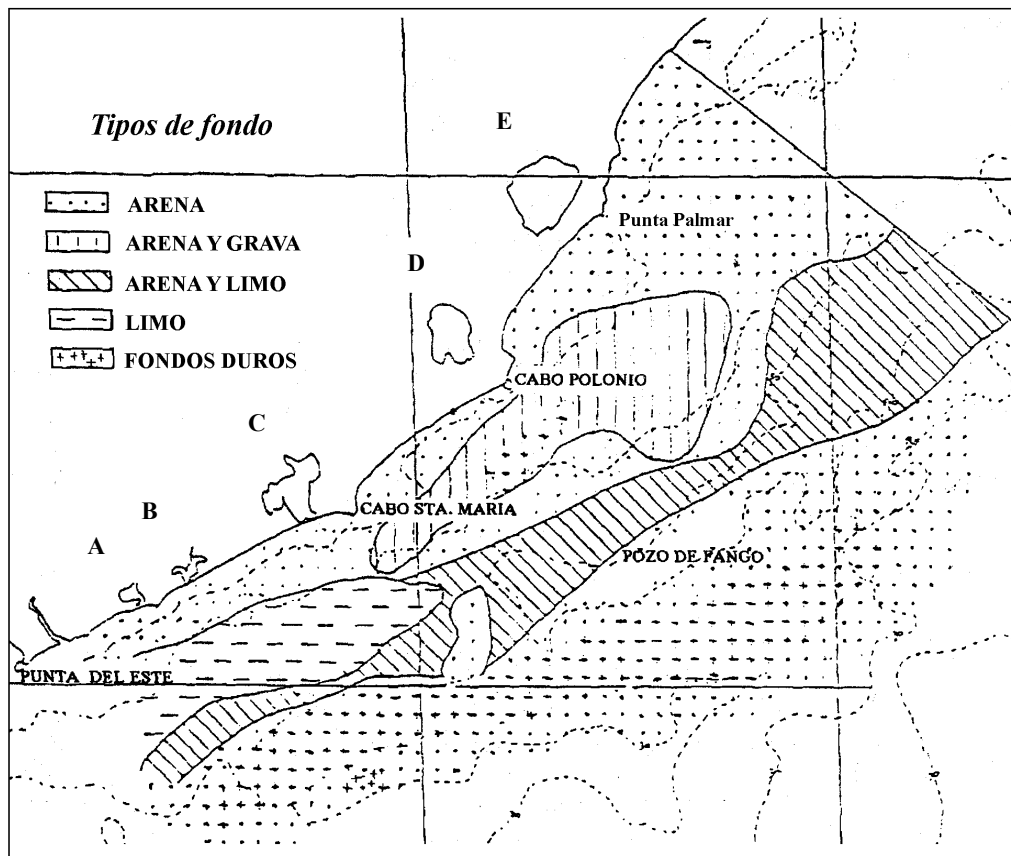 Tipos de fondo
E
ARENA
ARENA Y GRAVA
ARENA Y LIMO
LIMO
FONDOS DUROS
Punta Palmar
D
CABO POLONIO
C
CABO STA. MARIA
B
A
POZO DE FANGO
PUNTA DEL ESTE